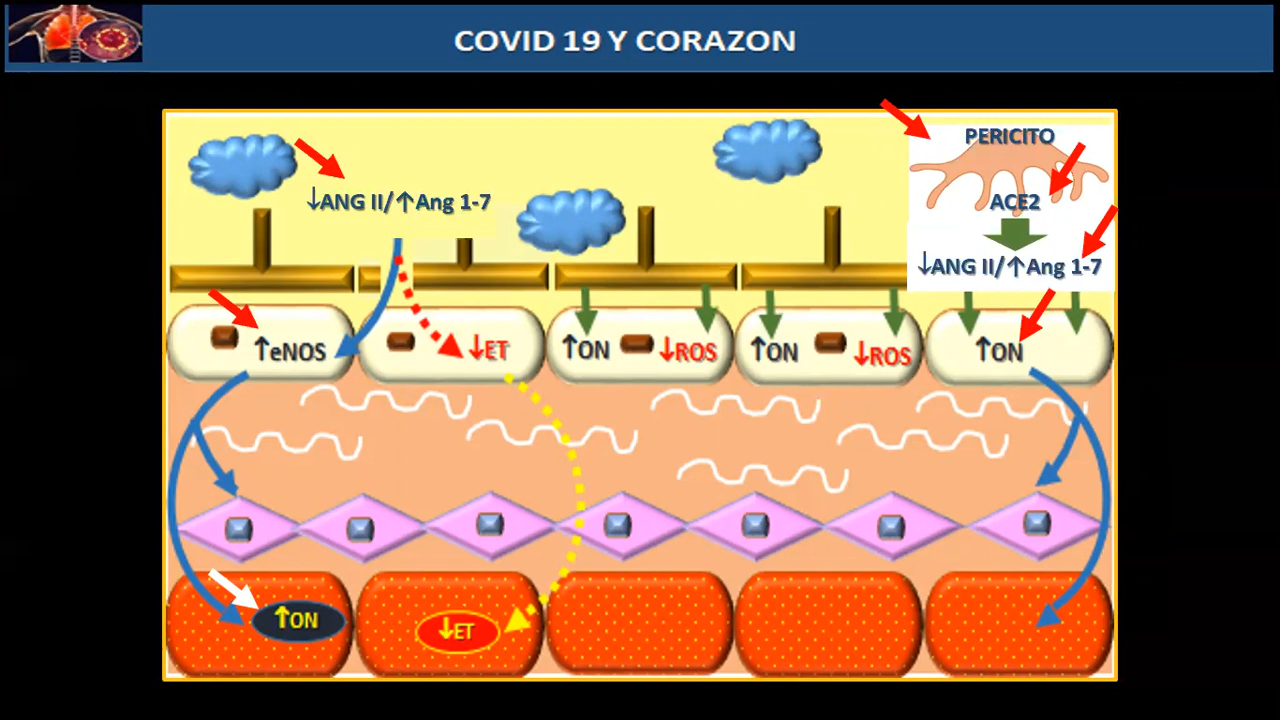 COVID 19 Y CORAZON
PERICITO
↓ANG II/↑Ang 1-7
ACE2
↓ANG II/↑Ang 1-7
↑eNOS
↓ET
↑ON
↓ROS
↑ON
↓ROS
↑ON
↑ON
↓ET